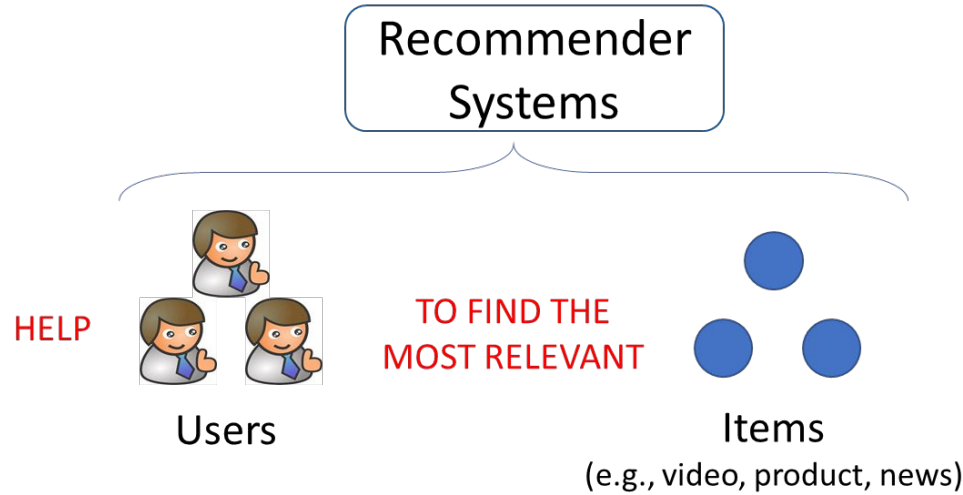 Recommender
Systems
HELP
TO FIND THE
MOST RELEVANT
Users
Items
(e.g., video, product, news)